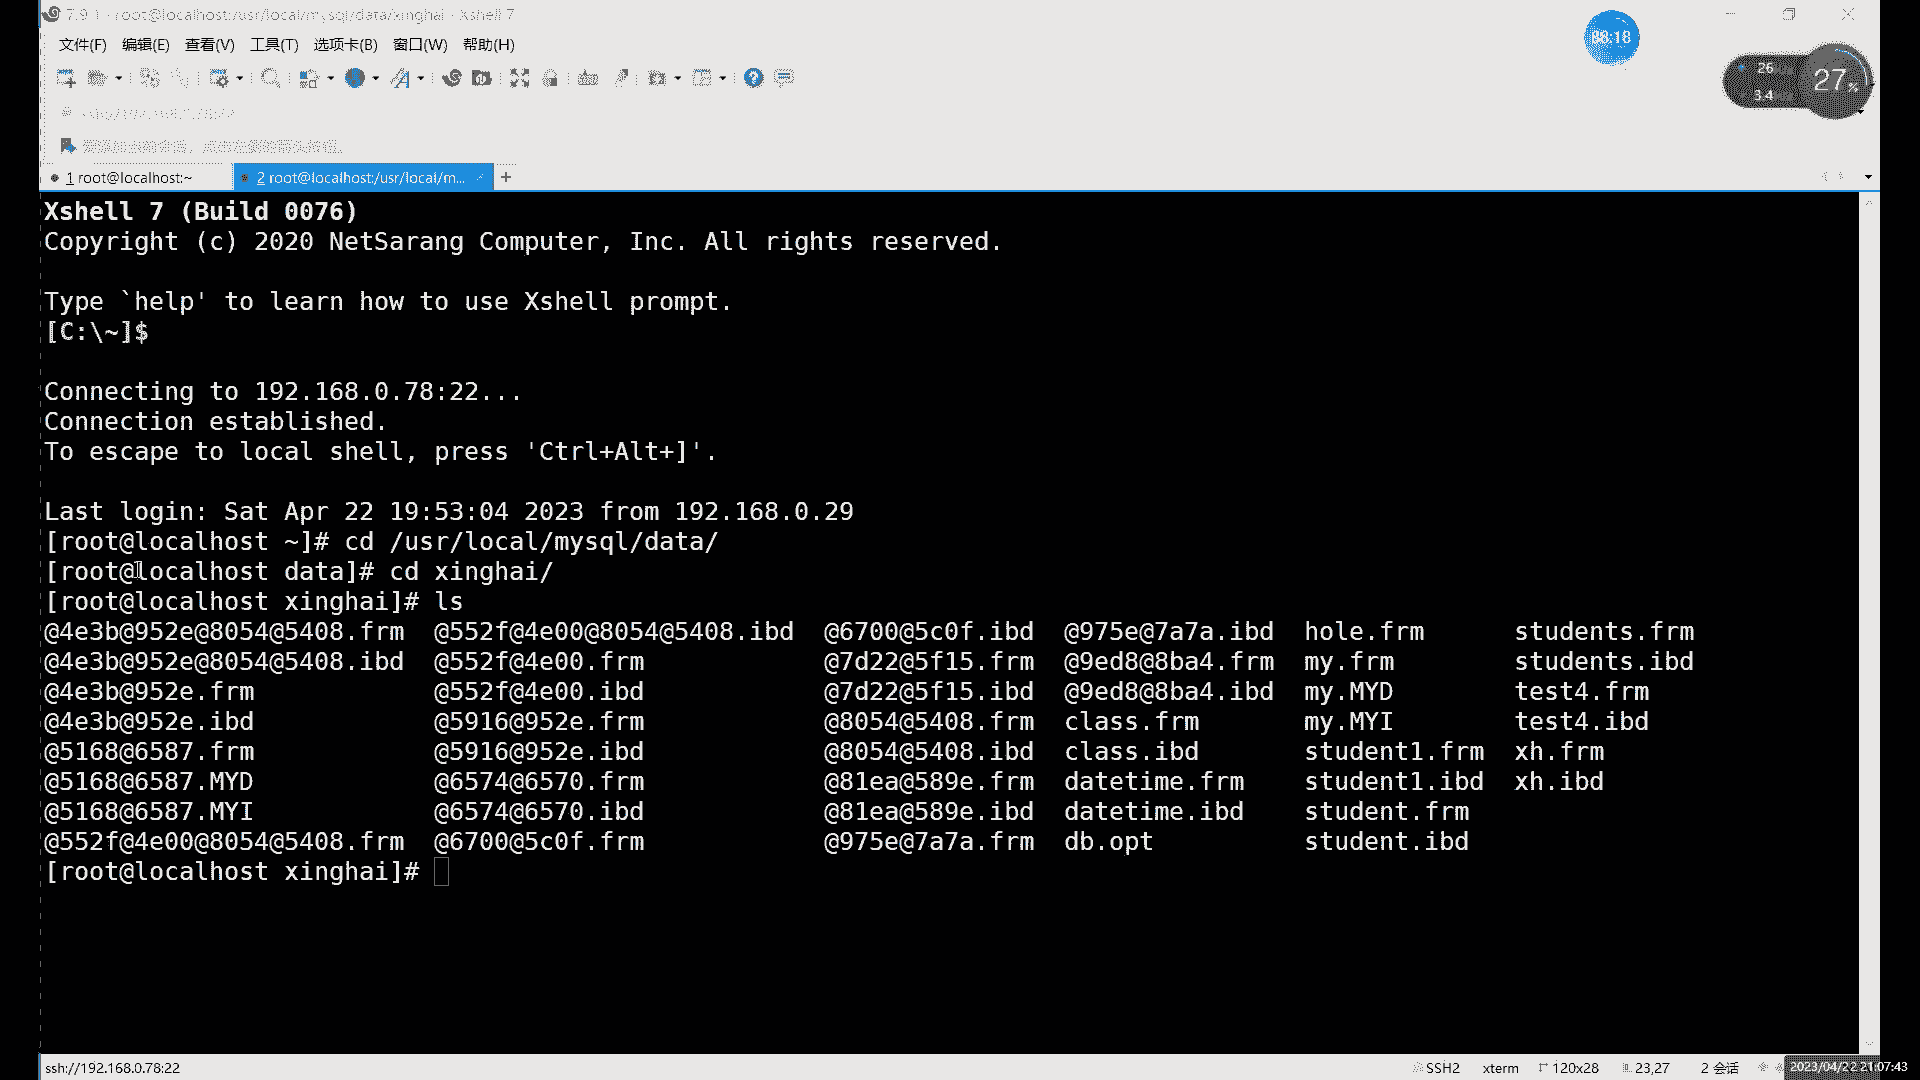 7.9 1 - root@localhost:/usr/local/mysql/data/xinghai - Xshell 7
文件(F) 编辑(E) 查看(V) 工具(T) 选项卡(B) 窗口(W) 帮助(H)
88:18
26
27%
3.4
1 root@localhost:~ 2 root@localhost:/usr/local/m... +
Xshell 7 (Build 0076)
Copyright (c) 2020 NetSarang Computer, Inc. All rights reserved.
Type `help' to learn how to use Xshell prompt.
[C:\~]$
Connecting to 192.168.0.78:22...
Connection established.
To escape to local shell, press 'Ctrl+Alt+]'.
Last login: Sat Apr 22 19:53:04 2023 from 192.168.0.29
[root@localhost ~]# cd /usr/local/mysql/data/
[root@localhost data]# cd xinghai/
[root@localhost xinghai]# ls
@4e3b@952e@8054@5408.frm @552f@4e00@8054@5408.ibd @6700@5c0f.ibd @975e@7a7a.ibd hole.frm students.frm
@4e3b@952e@8054@5408.ibd @552f@4e00.frm @7d22@5f15.frm @9ed8@8ba4.frm my.frm students.ibd
@4e3b@952e.frm @552f@4e00.ibd @7d22@5f15.ibd @9ed8@8ba4.ibd my.MYD test4.frm
@4e3b@952e.ibd @5916@952e.frm @8054@5408.frm class.frm my.MYI test4.ibd
@5168@6587.frm @5916@952e.ibd @8054@5408.ibd class.ibd student1.frm xh.frm
@5168@6587.MYD @6574@6570.frm @81ea@589e.frm datetime.frm student1.ibd xh.ibd
@5168@6587.MYI @6574@6570.ibd @81ea@589e.ibd datetime.ibd student.frm
@552f@4e00@8054@5408.frm @6700@5c0f.frm @975e@7a7a.frm db.opt student.ibd
[root@localhost xinghai]#
ssh://192.168.0.78:22 SSH2 xterm 120x28 23,27 2 会话 2023/04/22 21:07:43